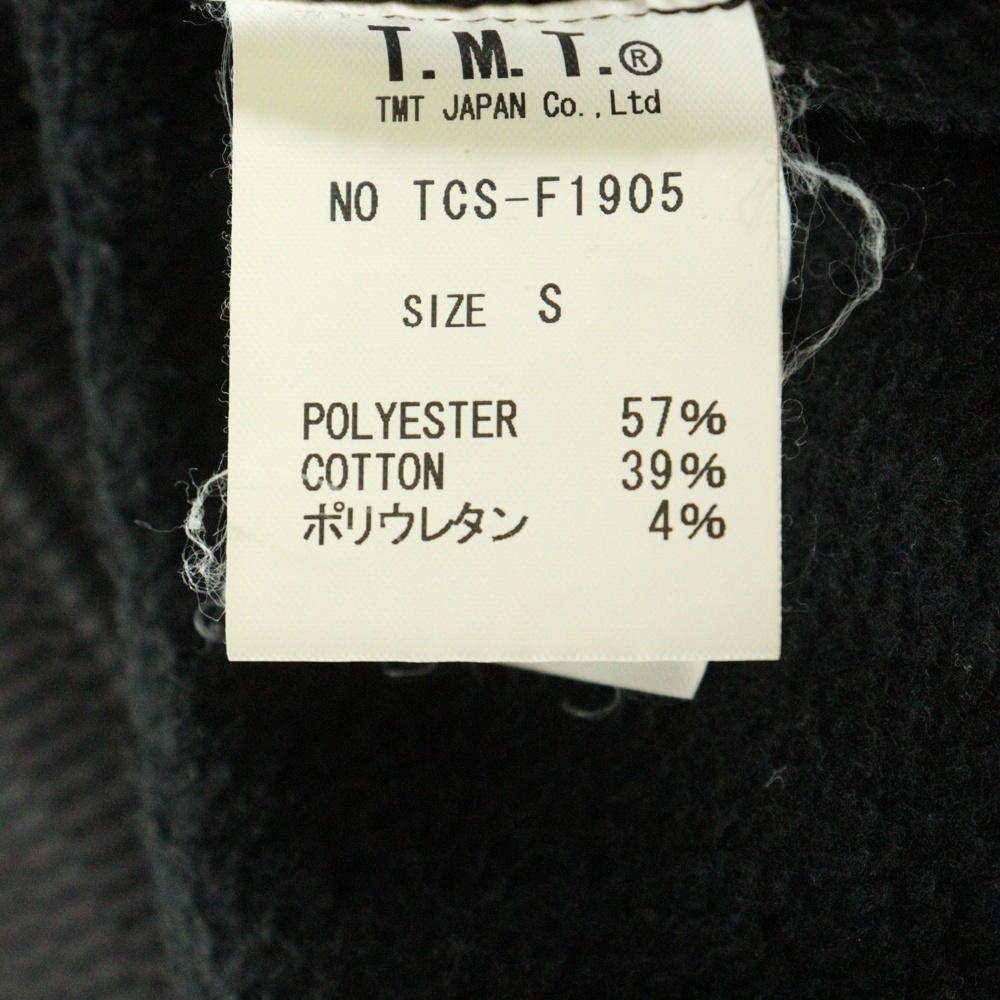 T.M.T.®
TMT JAPAN Co.,Ltd
NO TCS-F1905
SIZE S
POLYESTER 57%
COTTON 39%
ポリウレタン 4%